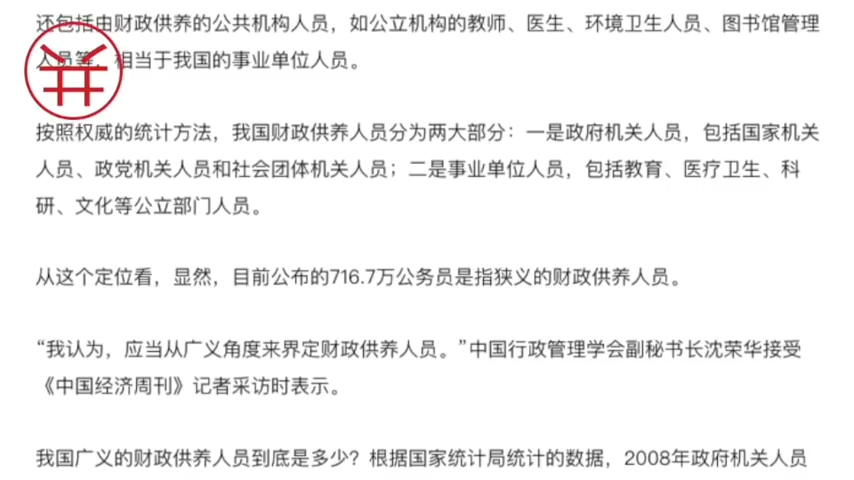 还包括由财政供养的公共机构人员，如公立机构的教师、医生、环境卫生人员、图书馆管理
人员等，相当于我国的事业单位人员。
按照权威的统计方法，我国财政供养人员分为两大部分：一是政府机关人员，包括国家机关
人员、政党机关人员和社会团体机关人员；二是事业单位人员，包括教育、医疗卫生、科
研、文化等公立部门人员。
从这个定位看，显然，目前公布的716.7万公务员是指狭义的财政供养人员。
“我认为，应当从广义角度来界定财政供养人员。”中国行政管理学会副秘书长沈荣华接受
《中国经济周刊》记者采访时表示。
我国广义的财政供养人员到底是多少？根据国家统计局统计的数据，2008年政府机关人员